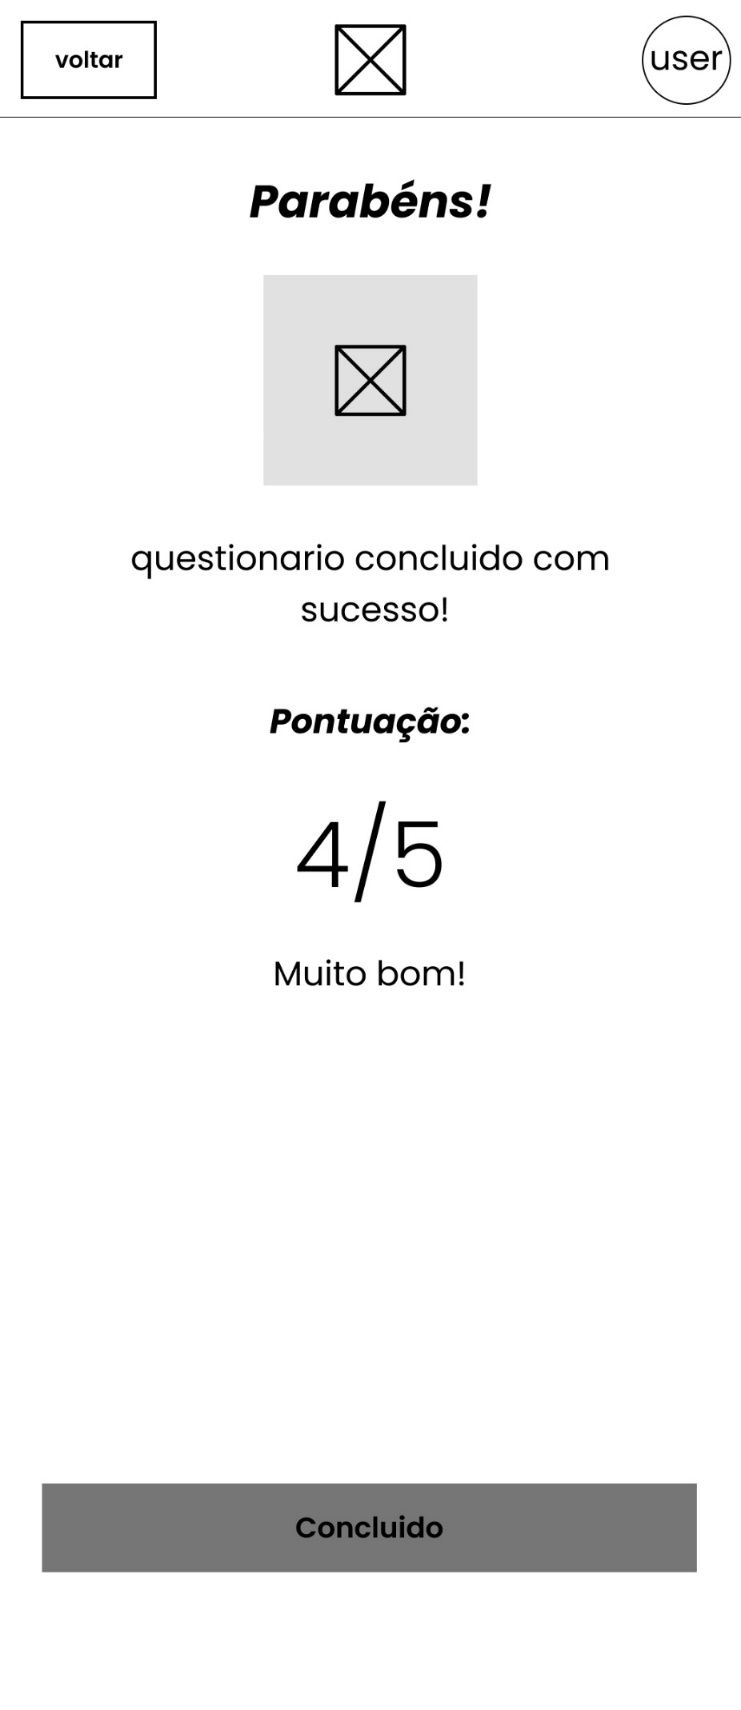 voltar
user
Parabéns!
questionario concluido com
sucesso!
Pontuação:
4/5
Muito bom!
Concluido